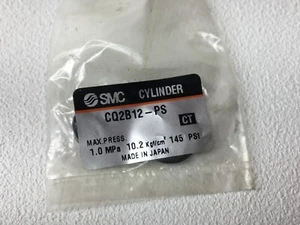 SMC CYLINDER
CQ2B12-PS
CT
MAX.PRESS.
1.0 MPa 10.2 Kgf/cm² 145 PSI
MADE IN JAPAN